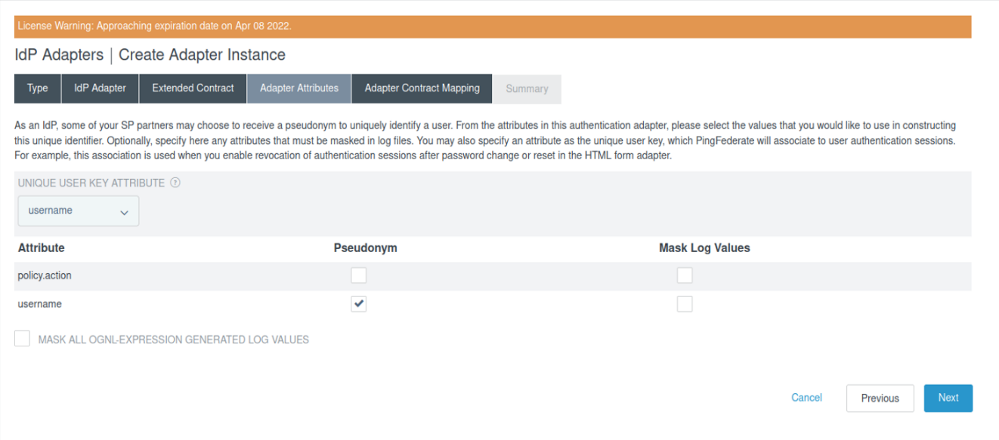 License Warning: Approaching expiration date on Apr 08 2022.
IdP Adapters | Create Adapter Instance
Type IdP Adapter Extended Contract Adapter Attributes Adapter Contract Mapping Summary
As an IdP, some of your SP partners may choose to receive a pseudonym to uniquely identify a user. From the attributes in this authentication adapter, please select the values that you would like to use in constructing
this unique identifier. Optionally, specify here any attributes that must be masked in log files. You may also specify an attribute as the unique user key, which PingFederate will associate to user authentication sessions.
For example, this association is used when you enable revocation of authentication sessions after password change or reset in the HTML form adapter.
UNIQUE USER KEY ATTRIBUTE ?
username
Attribute Pseudonym Mask Log Values
policy.action
username
MASK ALL OGNL-EXPRESSION GENERATED LOG VALUES
Cancel Previous Next